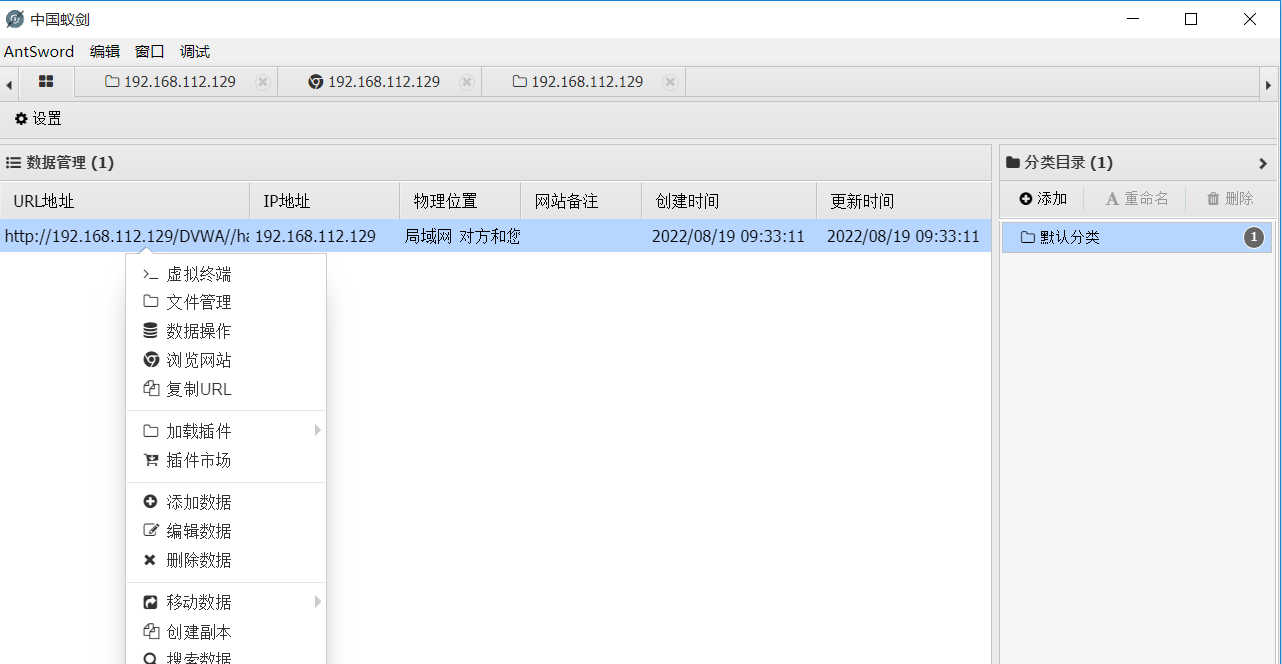 中国蚁剑
AntSword 编辑 窗口 调试
192.168.112.129 192.168.112.129 192.168.112.129
设置
数据管理 (1)
分类目录 (1)
URL地址 IP地址 物理位置 网站备注 创建时间 更新时间
添加 重命名 删除
http://192.168.112.129/DVWA//ha 192.168.112.129 局域网 对方和您 2022/08/19 09:33:11 2022/08/19 09:33:11
默认分类 1
虚拟终端
文件管理
数据操作
浏览网站
复制URL
加载插件
插件市场
添加数据
编辑数据
删除数据
移动数据
创建副本
搜索数据